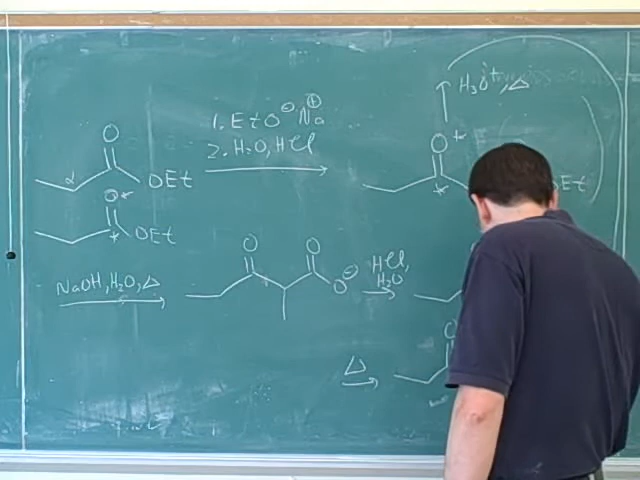 1. EtO⊖ Na⊕
2. H₂O, HCl
H₃O⁺, Δ
O
α
OEt
O*
*
OEt
O*
*
OEt
NaOH, H₂O, Δ
O
O
O⊖
HCl,
H₂O
Δ
O